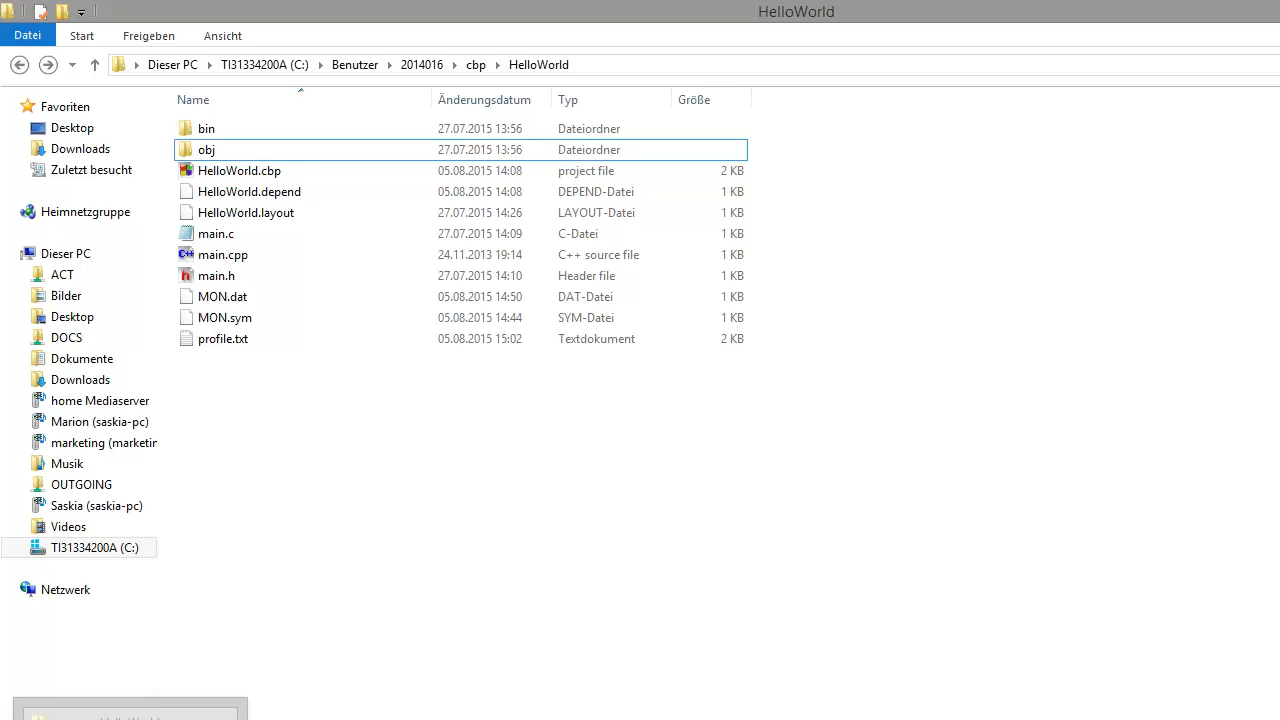 HelloWorld
Datei Start Freigeben Ansicht
Dieser PC TI31334200A (C:) Benutzer 2014016 cbp HelloWorld
Name Änderungsdatum Typ Größe
Favoriten
Desktop
Downloads
Zuletzt besucht
Heimnetzgruppe
Dieser PC
ACT
Bilder
Desktop
DOCS
Dokumente
Downloads
home Mediaserver
Marion (saskia-pc)
marketing (marketin
Musik
OUTGOING
Saskia (saskia-pc)
Videos
TI31334200A (C:)
Netzwerk
bin 27.07.2015 13:56 Dateiordner
obj 27.07.2015 13:56 Dateiordner
HelloWorld.cbp 05.08.2015 14:08 project file 2 KB
HelloWorld.depend 05.08.2015 14:08 DEPEND-Datei 1 KB
HelloWorld.layout 27.07.2015 14:26 LAYOUT-Datei 1 KB
main.c 27.07.2015 14:09 C-Datei 1 KB
main.cpp 24.11.2013 19:14 C++ source file 1 KB
main.h 27.07.2015 14:10 Header file 1 KB
MON.dat 05.08.2015 14:50 DAT-Datei 1 KB
MON.sym 05.08.2015 14:44 SYM-Datei 1 KB
profile.txt 05.08.2015 15:02 Textdokument 2 KB